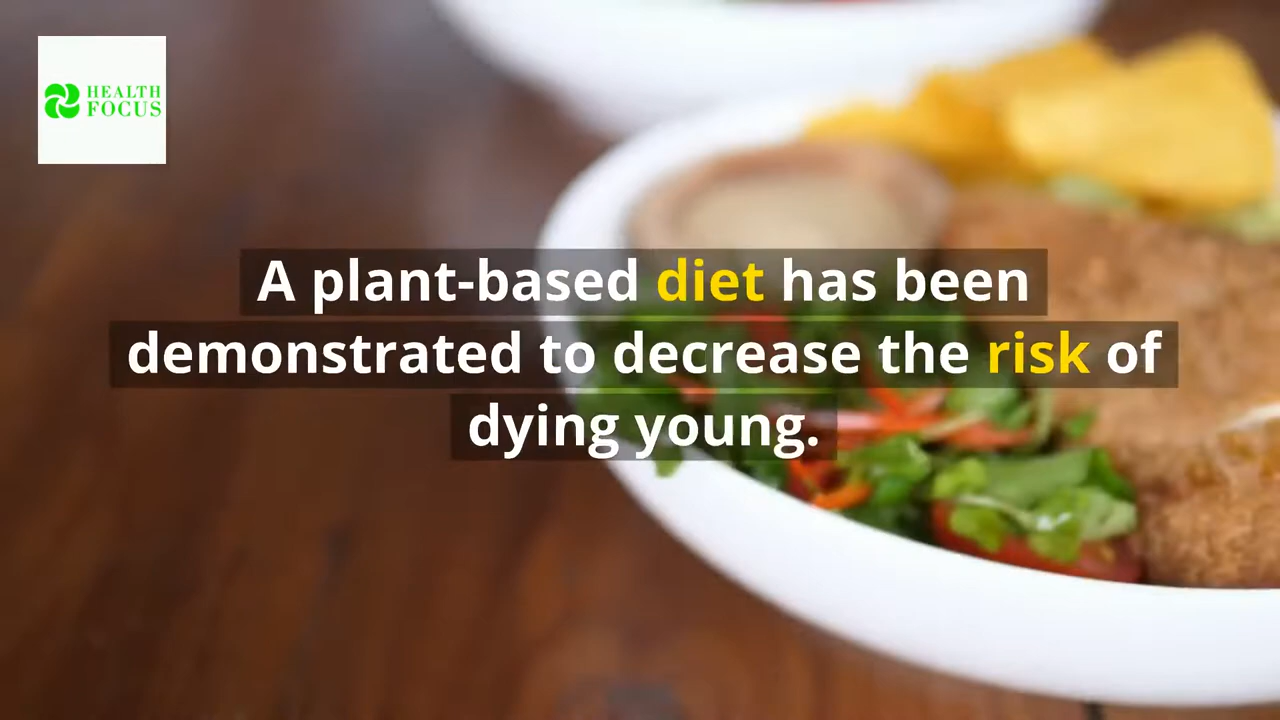 HEALTH
FOCUS
A plant-based diet has been
demonstrated to decrease the risk of
dying young.